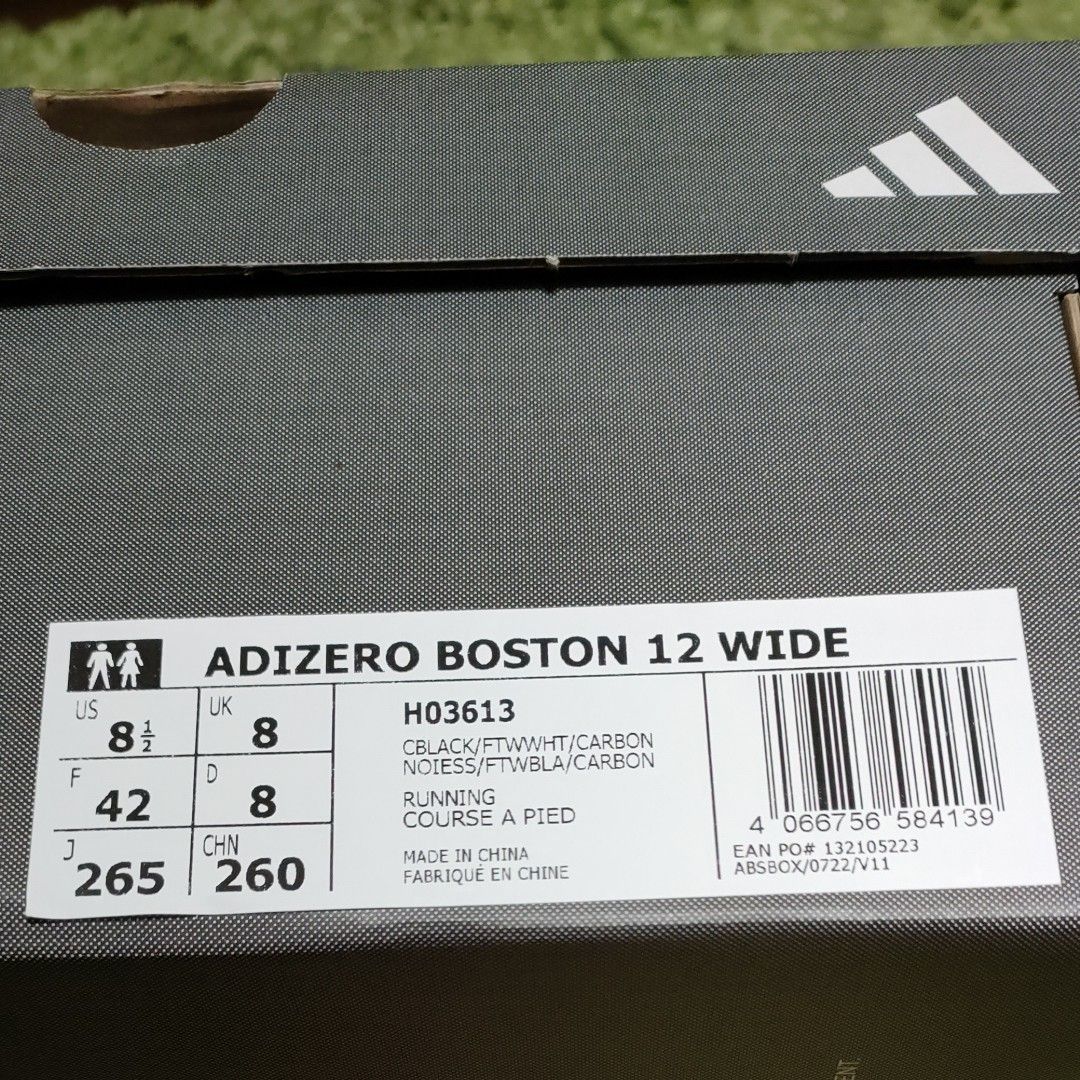 ADIZERO BOSTON 12 WIDE
US 8 1/2
UK 8
F 42
D 8
J 265
CHN 260
H03613
CBLACK/FTWWHT/CARBON
NOIESS/FTWBLA/CARBON
RUNNING
COURSE A PIED
MADE IN CHINA
FABRIQUÉ EN CHINE
4 066756 584139
EAN PO# 132105223
ABSBOX/0722/V11